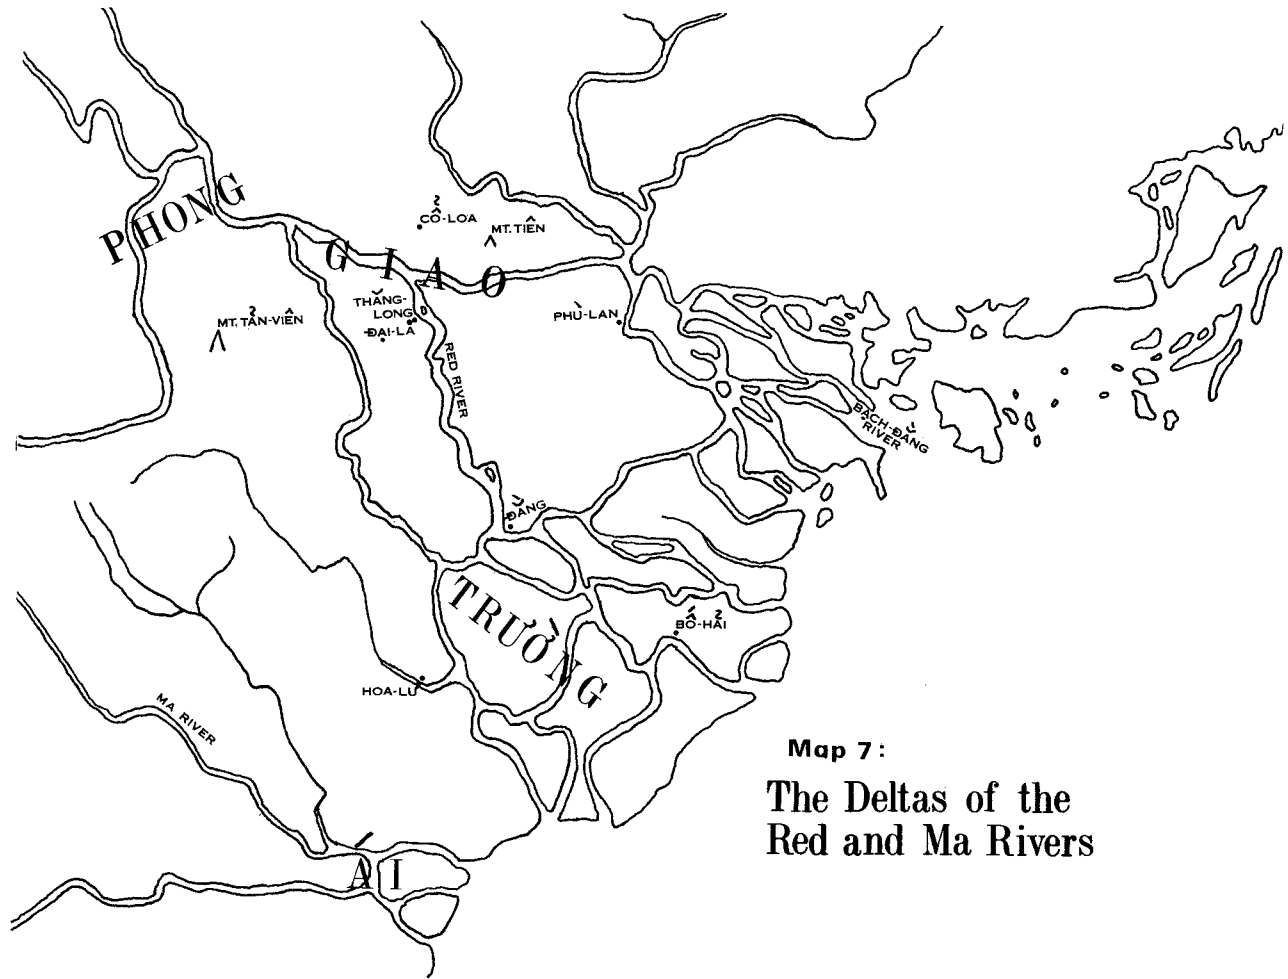 PHONG
CỔ-LOA
MT. TIÊN
GIAO
THĂNG-
LONG
ĐẠI-LA
PHÙ-LAN
MT. TẢN-VIÊN
RED RIVER
BẠCH-ĐẰNG
RIVER
ĐẰNG
TRƯỜNG
BỐ-HẢI
HOA-LƯ
MA RIVER
ÁI
Map 7:
The Deltas of the
Red and Ma Rivers